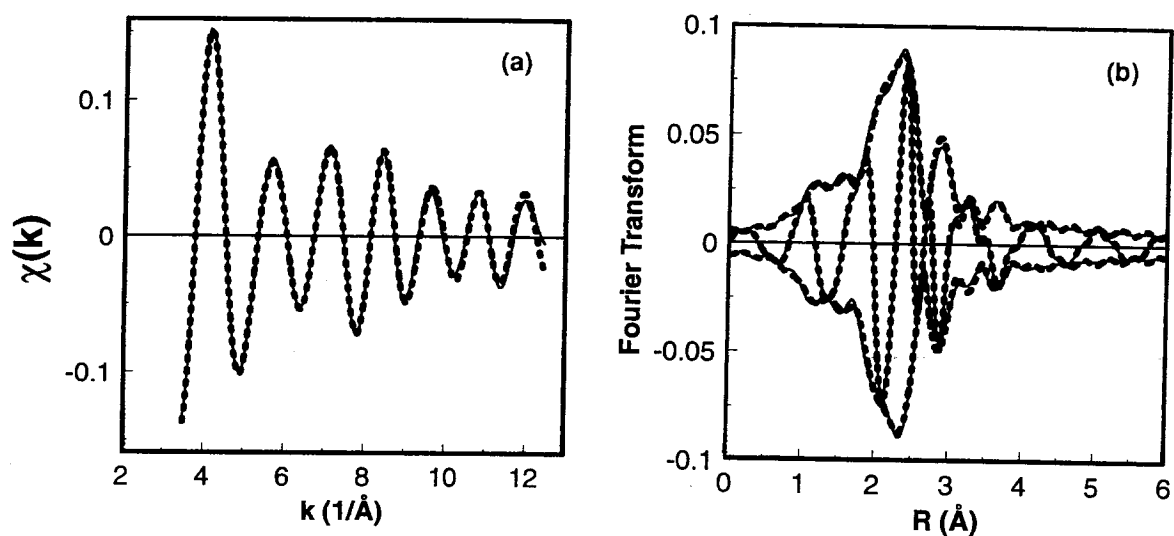 (a)
0.1
0
-0.1
χ(k)
2 4 6 8 10 12
k (1/Å)
(b)
0.1
0.05
0
-0.05
-0.1
Fourier Transform
0 1 2 3 4 5 6
R (Å)